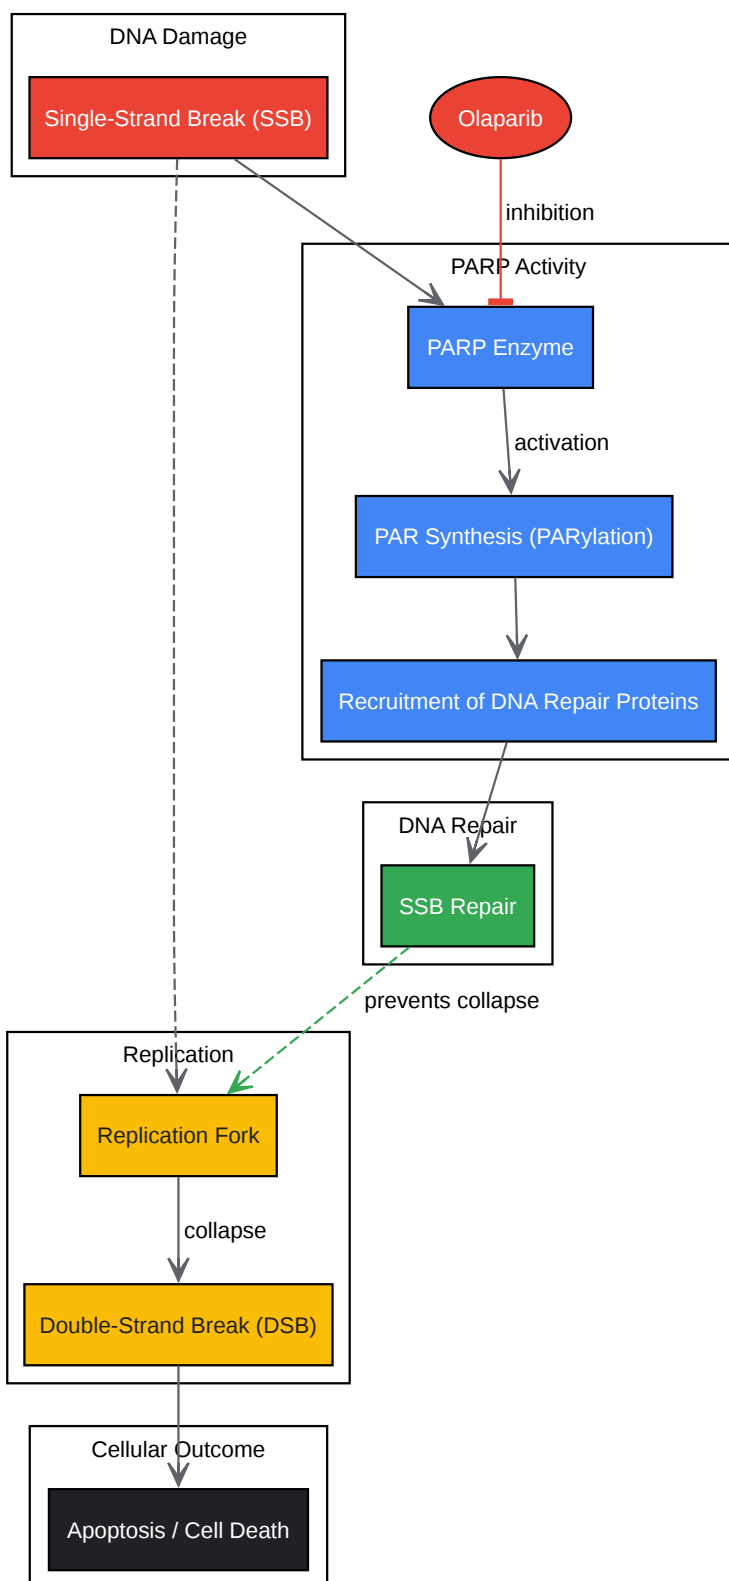 DNA Damage
Single-Strand Break (SSB)
Olaparib
inhibition
PARP Activity
PARP Enzyme
activation
PAR Synthesis (PARylation)
Recruitment of DNA Repair Proteins
DNA Repair
SSB Repair
prevents collapse
Replication
Replication Fork
collapse
Double-Strand Break (DSB)
Cellular Outcome
Apoptosis / Cell Death